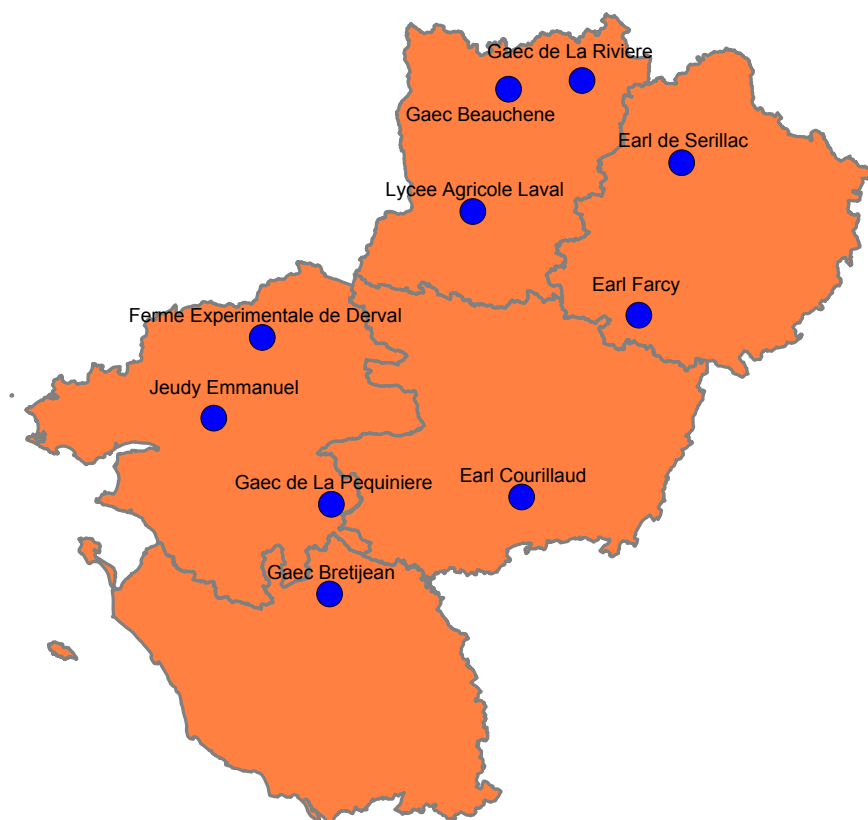 Gaec de La Riviere
Gaec Beauchene
Earl de Serillac
Lycee Agricole Laval
Earl Farcy
Ferme Experimentale de Derval
Jeudy Emmanuel
Gaec de La Pequiniere
Earl Courillaud
Gaec Bretijean